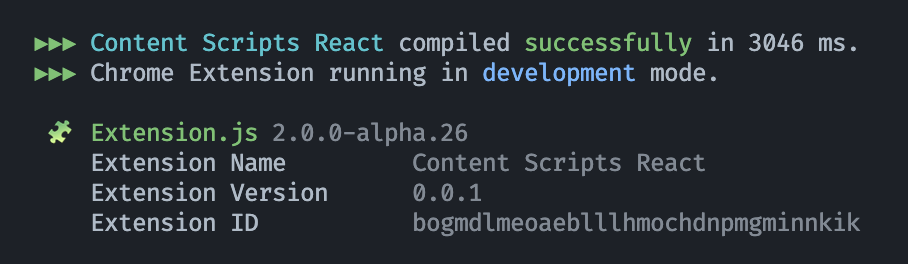 ►►► Content Scripts React compiled successfully in 3046 ms.
►►► Chrome Extension running in development mode.
🧩 Extension.js 2.0.0-alpha.26
Extension Name Content Scripts React
Extension Version 0.0.1
Extension ID bogmdlmeoaeblllhmochdnpmgminnkik